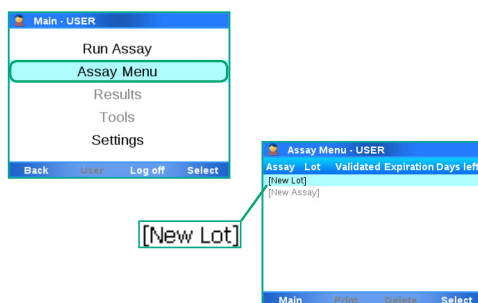 Main - USER
Run Assay
Assay Menu
Results
Tools
Settings
Back User Log off Select
Assay Menu - USER
Assay Lot Validated Expiration Days left
[New Lot]
[New Assay]
[New Lot]
Main Print Delete Select